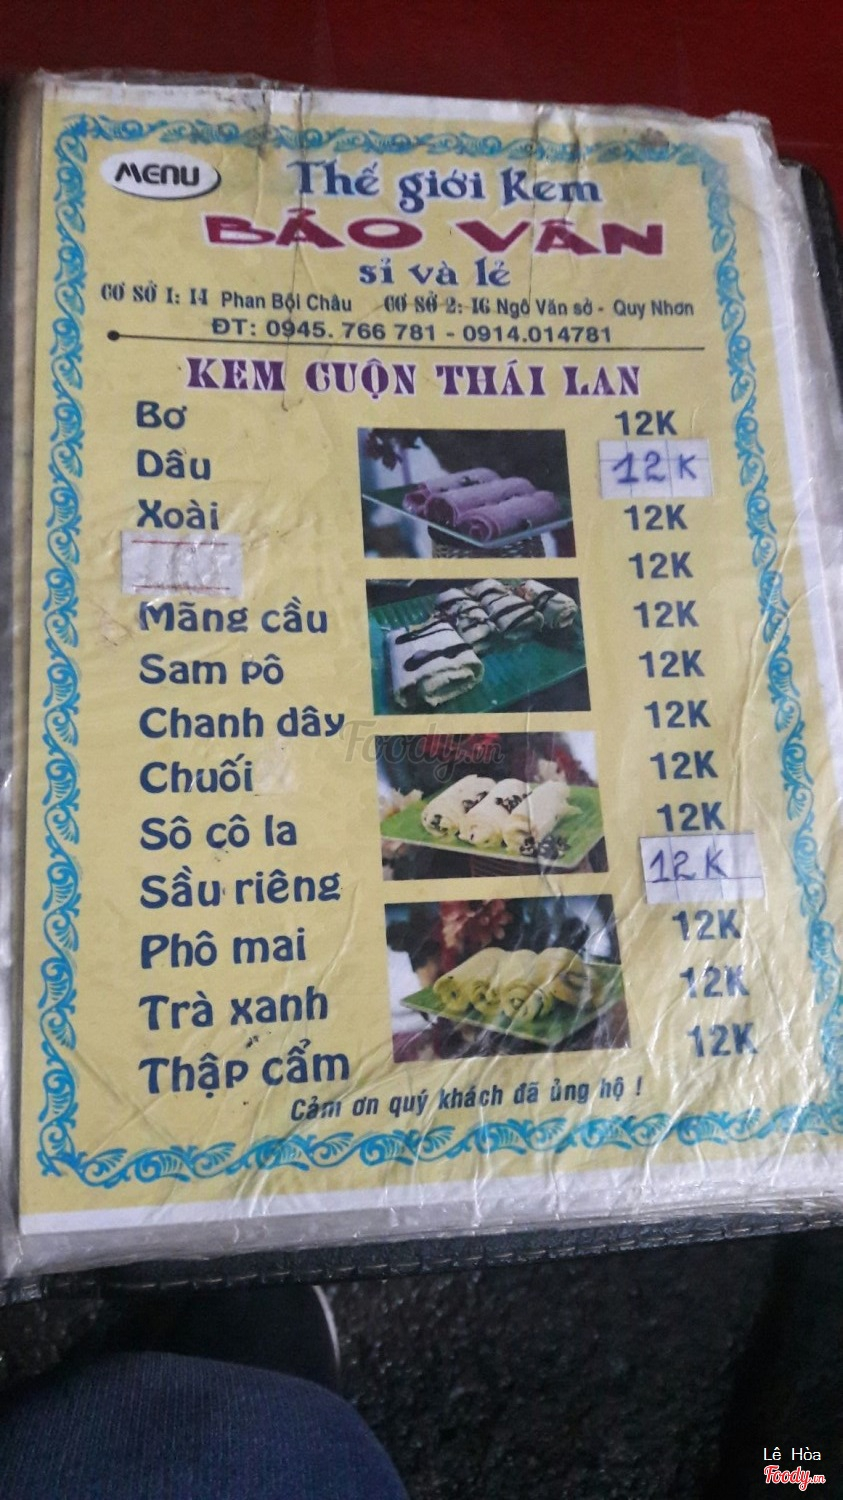 MENU
Thế giới Kem
BẢO VÂN
sỉ và lẻ
CƠ SỞ 1: 14 Phan Bội Châu CƠ SỞ 2: 16 Ngô Văn sở - Quy Nhơn
ĐT: 0945. 766 781 - 0914.014781
KEM CUỘN THÁI LAN
Bơ 12K
Dâu 12K
Xoài 12K
12K
Mãng cầu 12K
Sam pô 12K
Chanh dây 12K
Chuối 12K
Sô cô la 12K
Sầu riêng 12K
Phô mai 12K
Trà xanh 12K
Thập cẩm 12K
Cảm ơn quý khách đã ủng hộ !
Foody.vn
Lê Hòa
Foody.vn